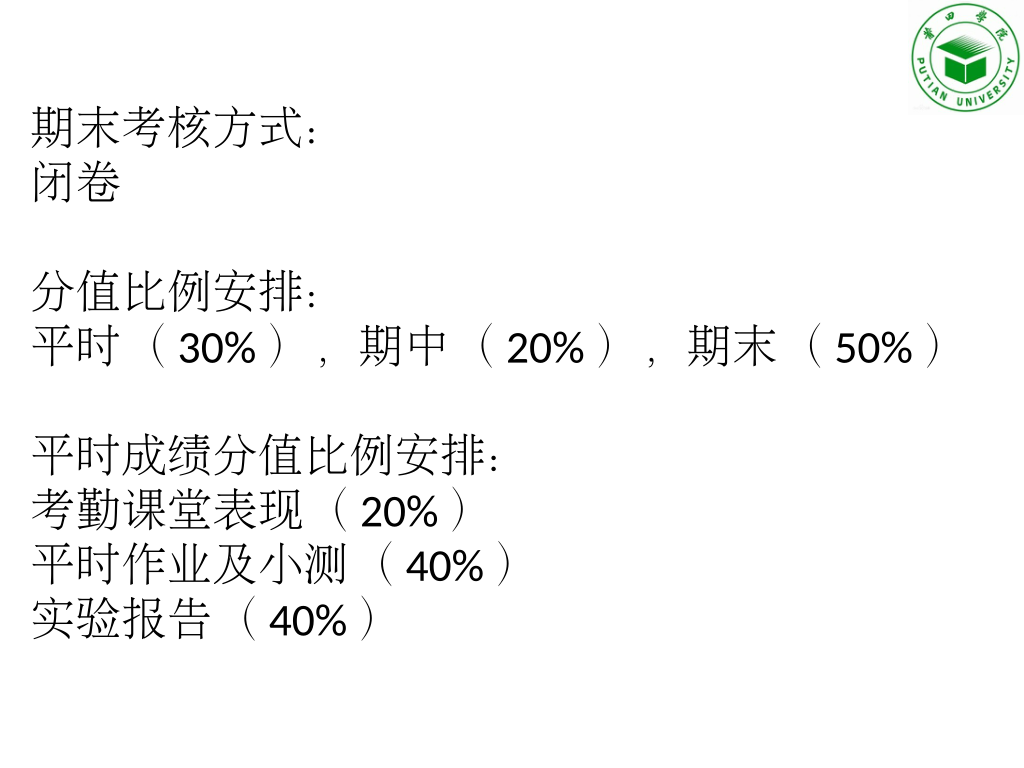 莆田学院
PUTIAN UNIVERSITY
期末考核方式：
闭卷
分值比例安排：
平时（30%），期中（20%），期末（50%）
平时成绩分值比例安排：
考勤课堂表现（20%）
平时作业及小测（40%）
实验报告（40%）